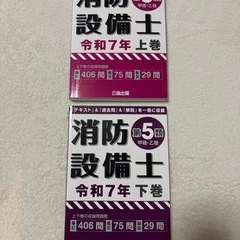 第5類
甲種・乙種
消防
設備士
令和7年 上巻
上下巻の収録問題数
406問 75問 29問
公論出版
「テキスト」&「過去問」&「解説」を一冊に収録
消防
第5類
甲種・乙種
設備士
令和7年 下巻
上下巻の収録問題数
406問 75問 29問